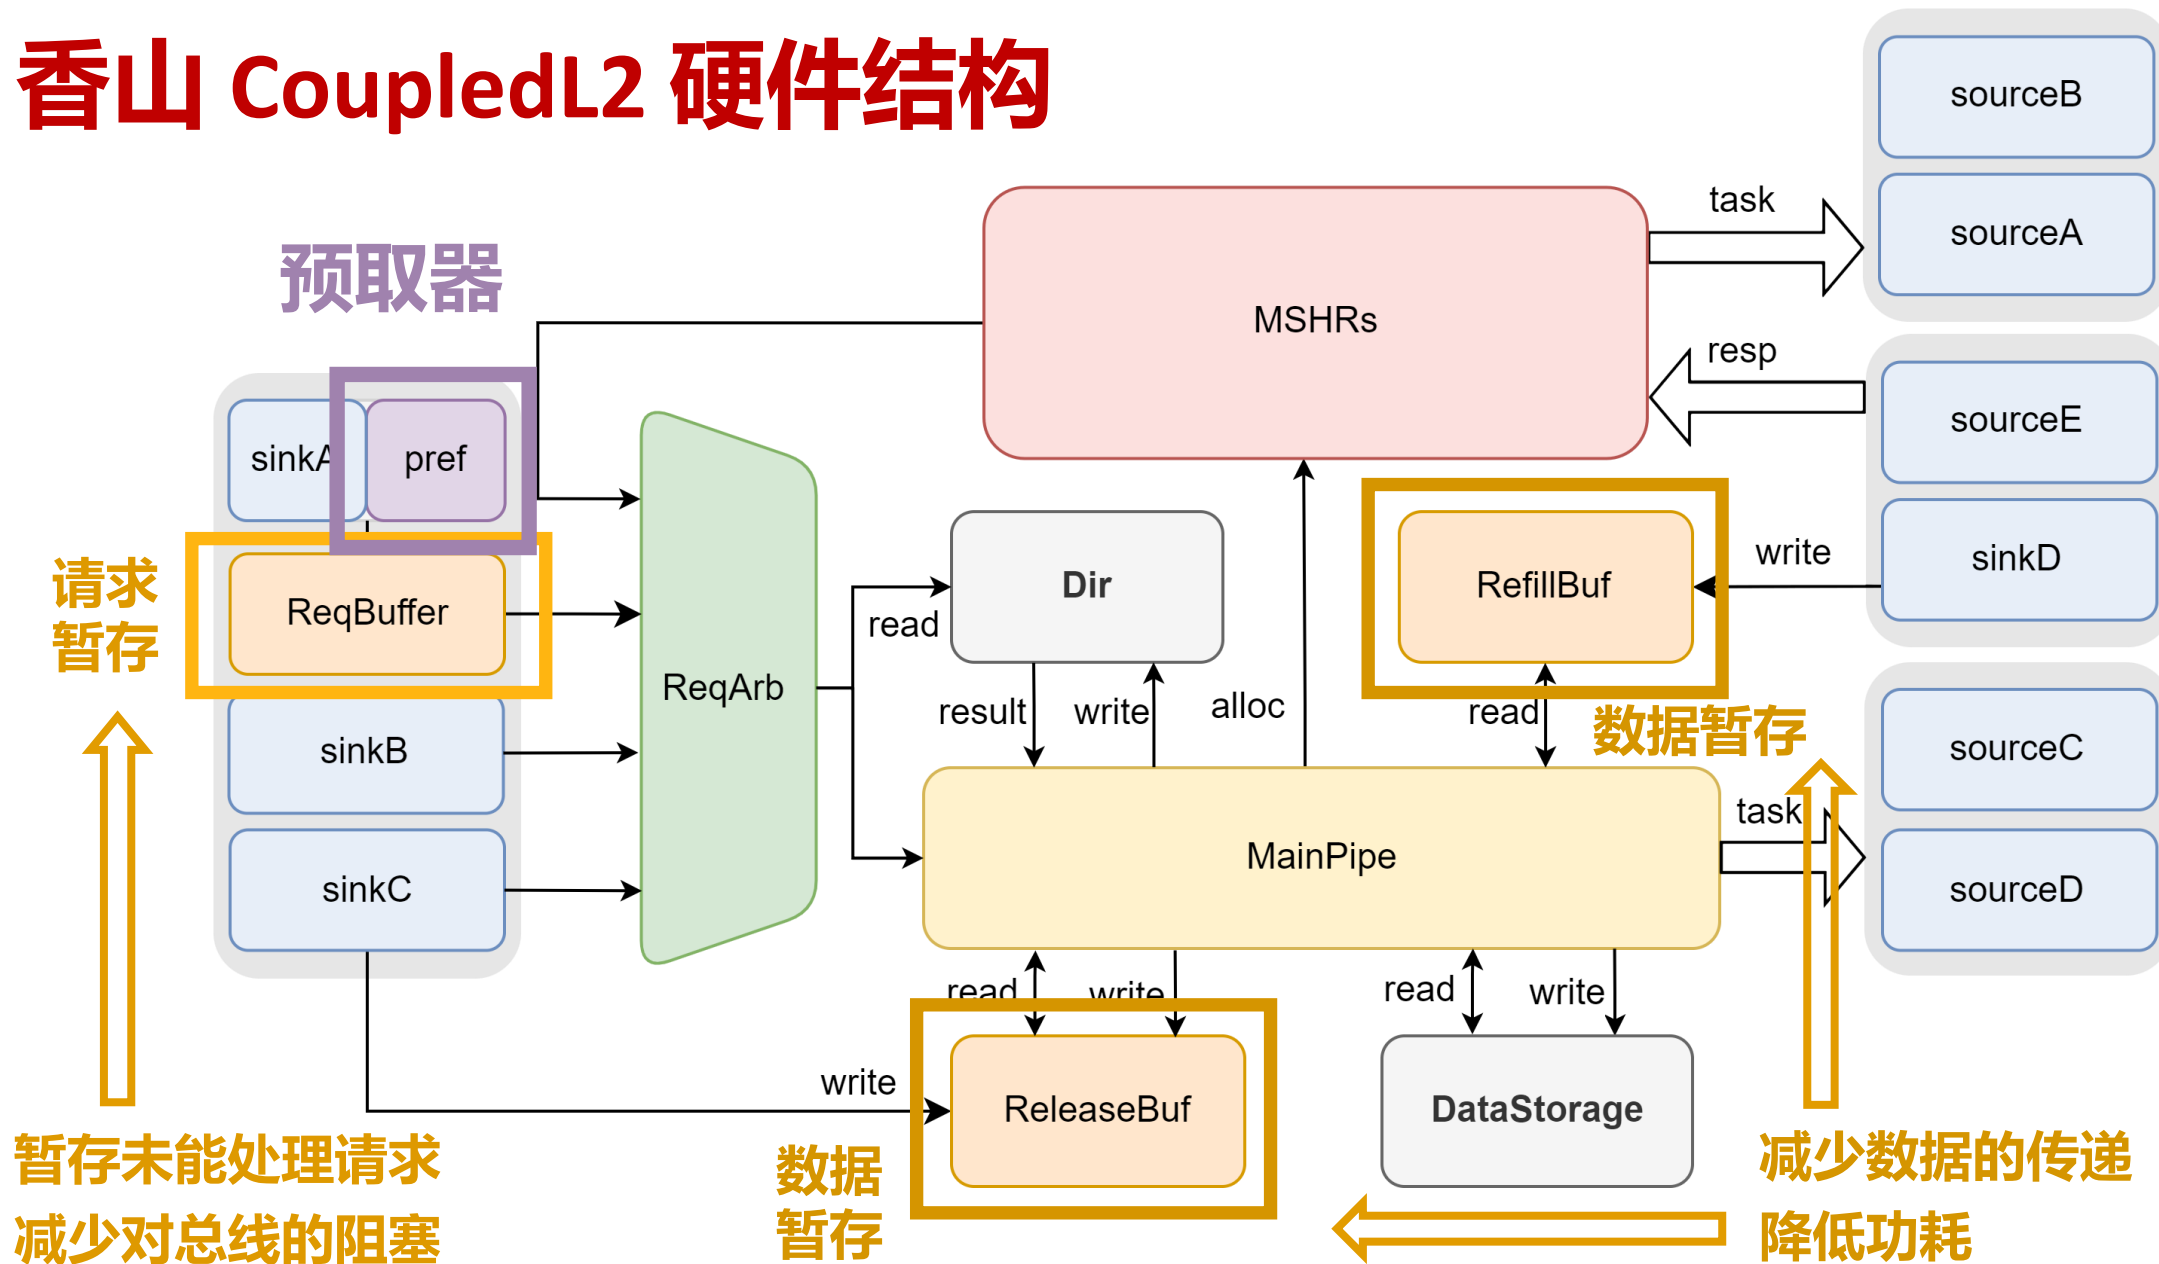 香山 CoupledL2 硬件结构
sourceB
sourceA
task
MSHRs
预取器
resp
sourceE
sinkA
pref
sinkD
write
RefillBuf
Dir
read
请求
暂存
ReqBuffer
ReqArb
result
write
alloc
read
数据暂存
sinkB
sourceC
task
MainPipe
sinkC
sourceD
read
write
read
write
write
ReleaseBuf
DataStorage
数据
暂存
暂存未能处理请求
减少对总线的阻塞
减少数据的传递
降低功耗